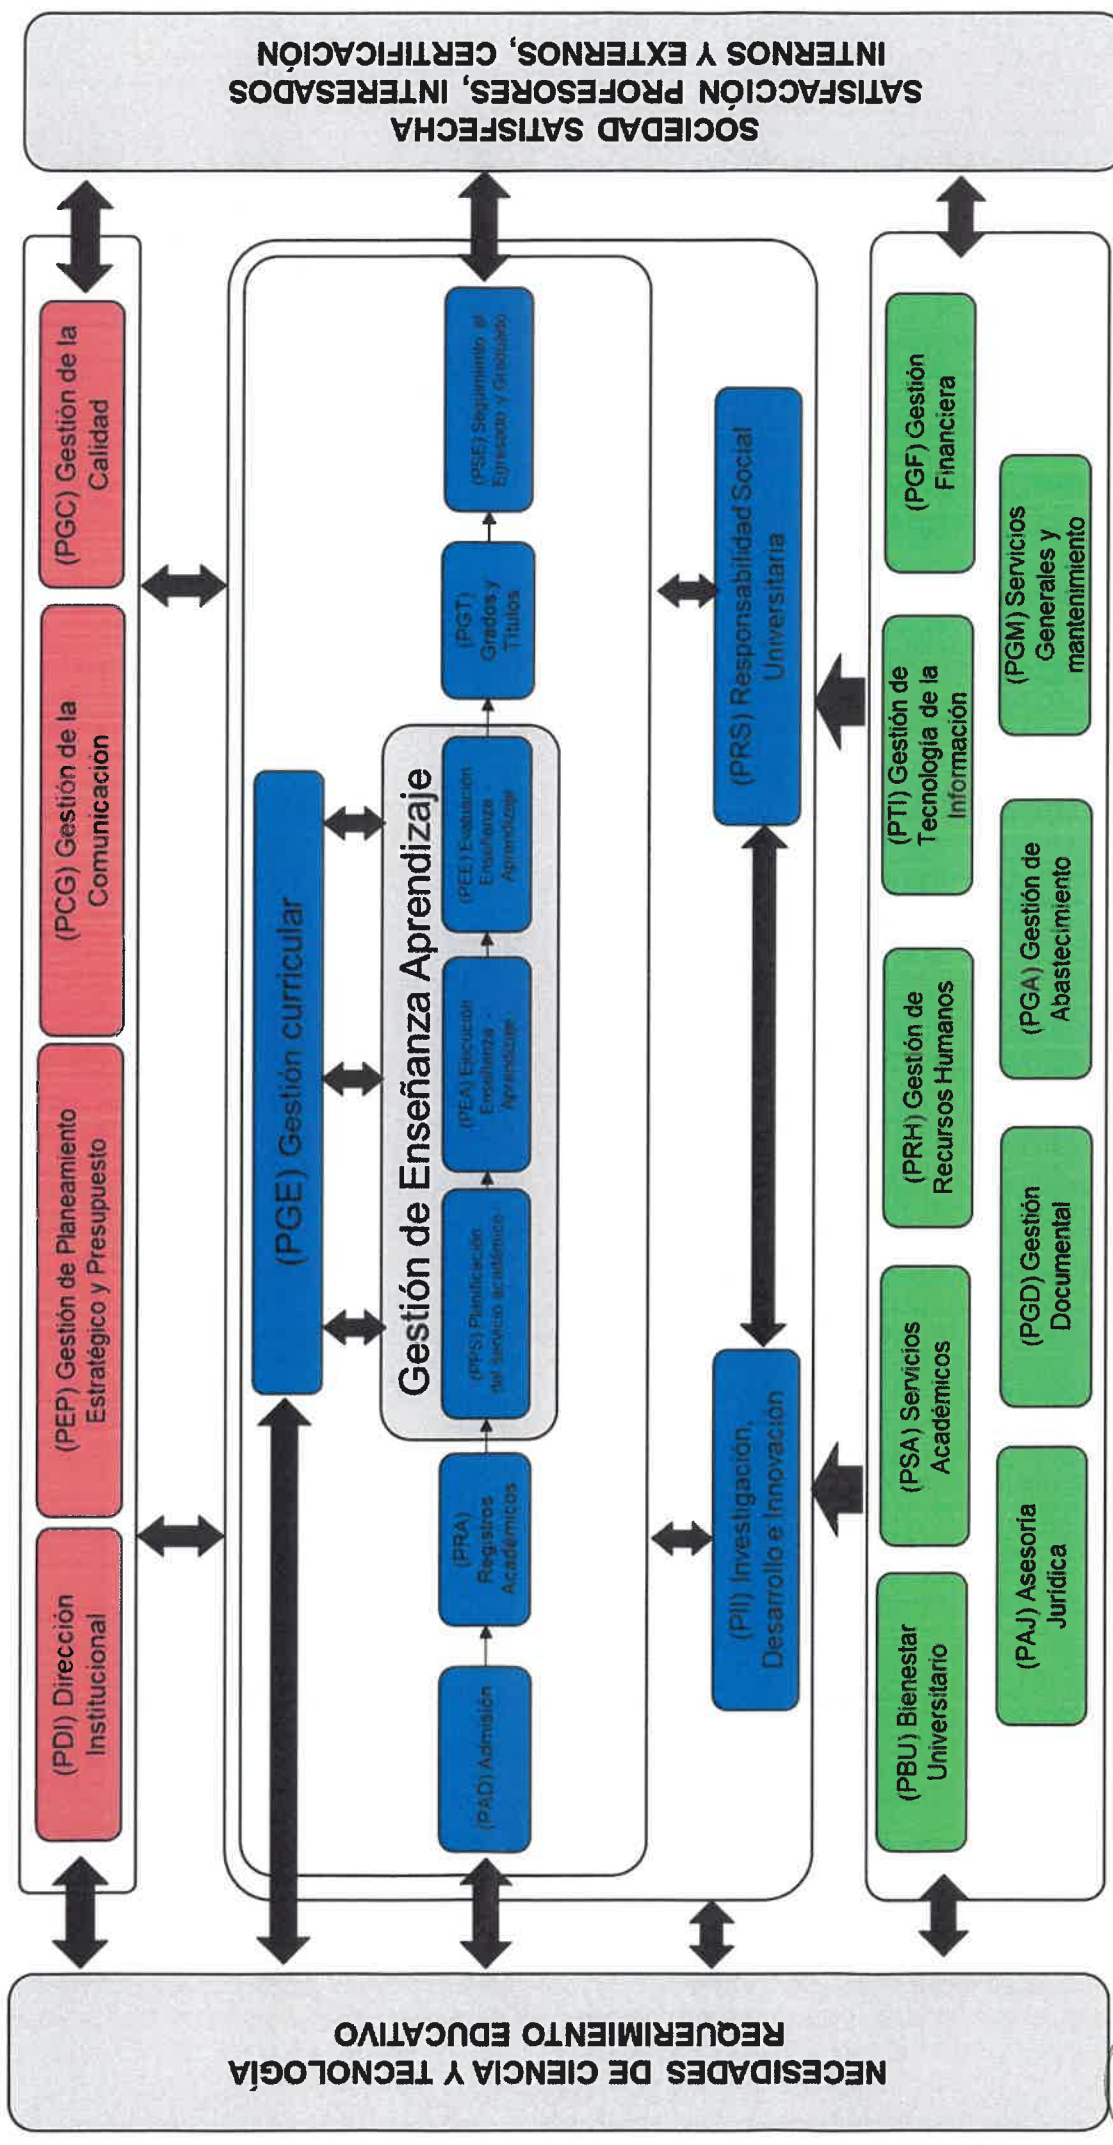 NECESIDADES DE CIENCIA Y TECNOLOGÍA
REQUERIMIENTO EDUCATIVO
(PDI) Dirección
Institucional
(PEP) Gestión de Planeamiento
Estratégico y Presupuesto
(PCG) Gestión de la
Comunicación
(PGC) Gestión de la
Calidad
(PGE) Gestión curricular
Gestión de Enseñanza Aprendizaje
(PAD) Admisión
(PRA)
Registros
Académicos
(PPS) Planificación
del servicio académico
(PEA) Ejecución
Enseñanza -
Aprendizaje
(PEE) Evaluación
Enseñanza -
Aprendizaje
(PGT)
Grados y
Títulos
(PSE) Seguimiento al
Egresado y Graduado
(PII) Investigación,
Desarrollo e Innovación
(PRS) Responsabilidad Social
Universitaria
(PBU) Bienestar
Universitario
(PSA) Servicios
Académicos
(PRH) Gestión de
Recursos Humanos
(PTI) Gestión de
Tecnología de la
Información
(PGF) Gestión
Financiera
(PAJ) Asesoría
Jurídica
(PGD) Gestión
Documental
(PGA) Gestión de
Abastecimiento
(PGM) Servicios
Generales y
mantenimiento
SOCIEDAD SATISFECHA
SATISFACCIÓN PROFESORES, INTERESADOS
INTERNOS Y EXTERNOS, CERTIFICACIÓN